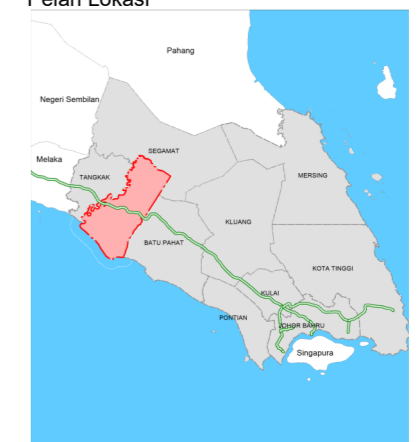 Pelan Lokasi
Pahang
Negeri Sembilan
Melaka
SEGAMAT
TANGKAK
MERSING
KLUANG
BATU PAHAT
KOTA TINGGI
KULAI
PONTIAN
JOHOR BAHRU
Singapura